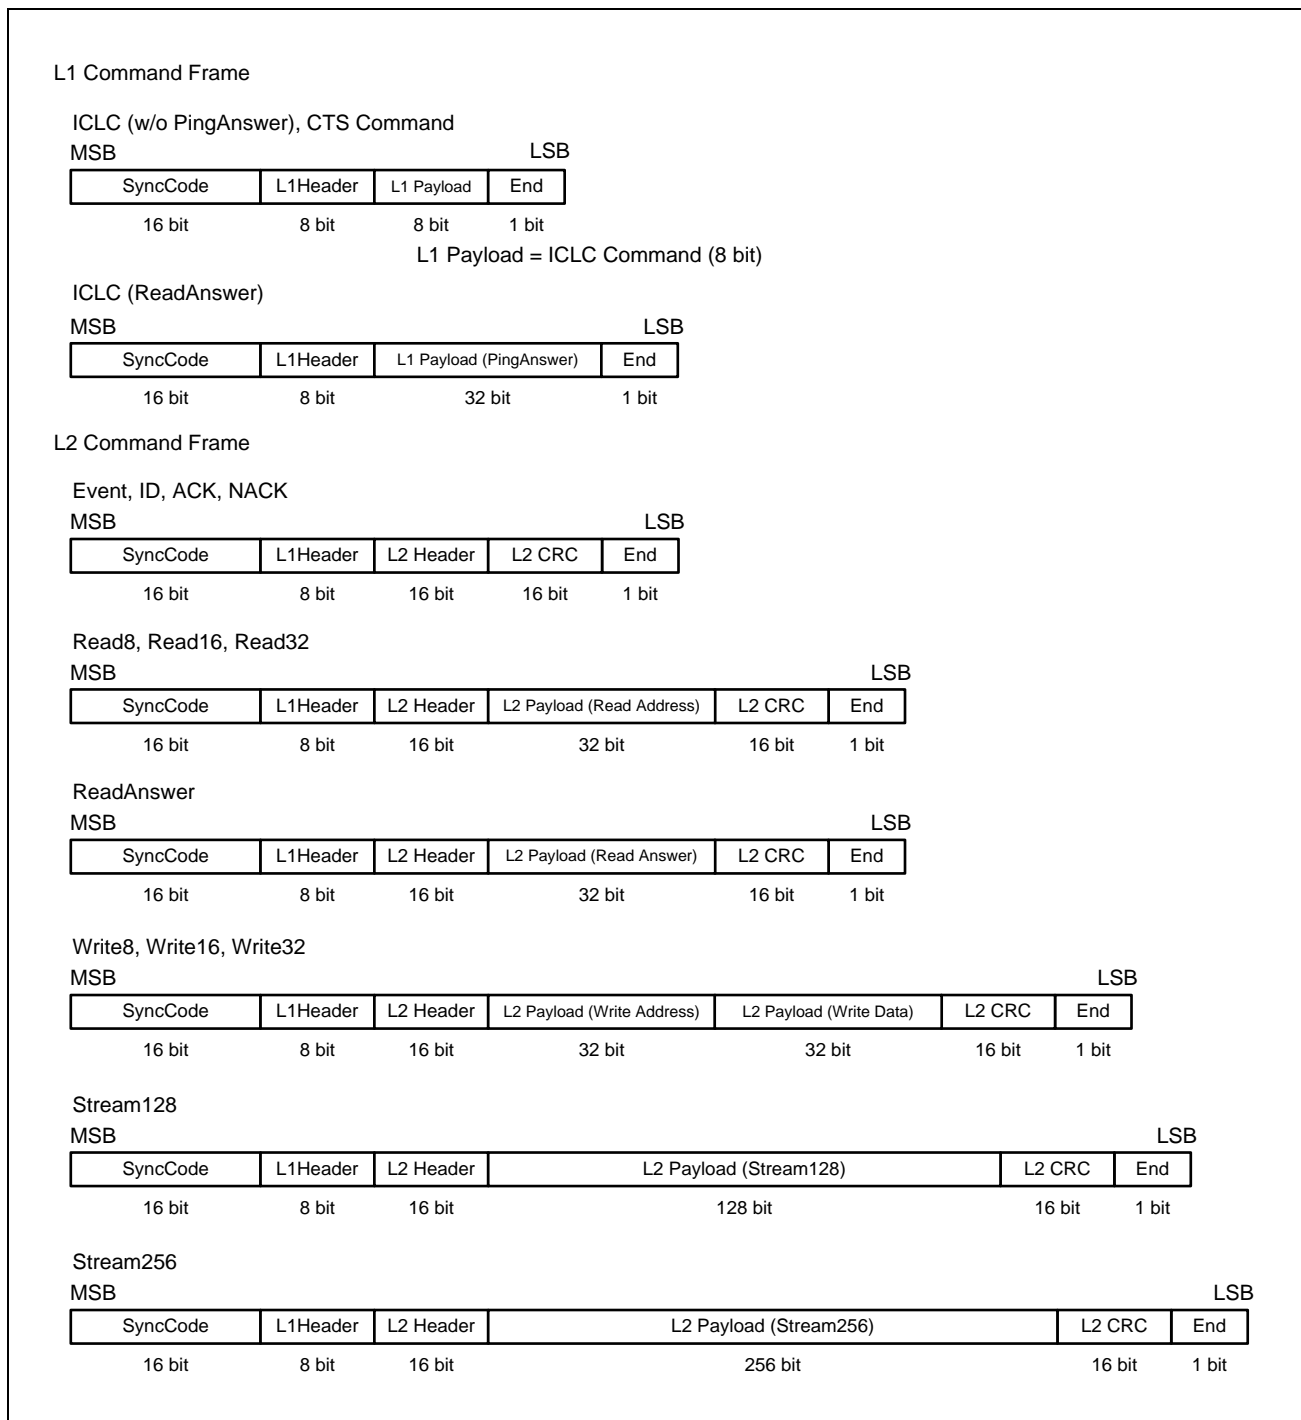 L1 Command Frame
ICLC (w/o PingAnswer), CTS Command
MSB LSB
SyncCode L1Header L1 Payload End
16 bit 8 bit 8 bit 1 bit
L1 Payload = ICLC Command (8 bit)
ICLC (ReadAnswer)
MSB LSB
SyncCode L1Header L1 Payload (PingAnswer) End
16 bit 8 bit 32 bit 1 bit
L2 Command Frame
Event, ID, ACK, NACK
MSB LSB
SyncCode L1Header L2 Header L2 CRC End
16 bit 8 bit 16 bit 16 bit 1 bit
Read8, Read16, Read32
MSB LSB
SyncCode L1Header L2 Header L2 Payload (Read Address) L2 CRC End
16 bit 8 bit 16 bit 32 bit 16 bit 1 bit
ReadAnswer
MSB LSB
SyncCode L1Header L2 Header L2 Payload (Read Answer) L2 CRC End
16 bit 8 bit 16 bit 32 bit 16 bit 1 bit
Write8, Write16, Write32
MSB LSB
SyncCode L1Header L2 Header L2 Payload (Write Address) L2 Payload (Write Data) L2 CRC End
16 bit 8 bit 16 bit 32 bit 32 bit 16 bit 1 bit
Stream128
MSB LSB
SyncCode L1Header L2 Header L2 Payload (Stream128) L2 CRC End
16 bit 8 bit 16 bit 128 bit 16 bit 1 bit
Stream256
MSB LSB
SyncCode L1Header L2 Header L2 Payload (Stream256) L2 CRC End
16 bit 8 bit 16 bit 256 bit 16 bit 1 bit